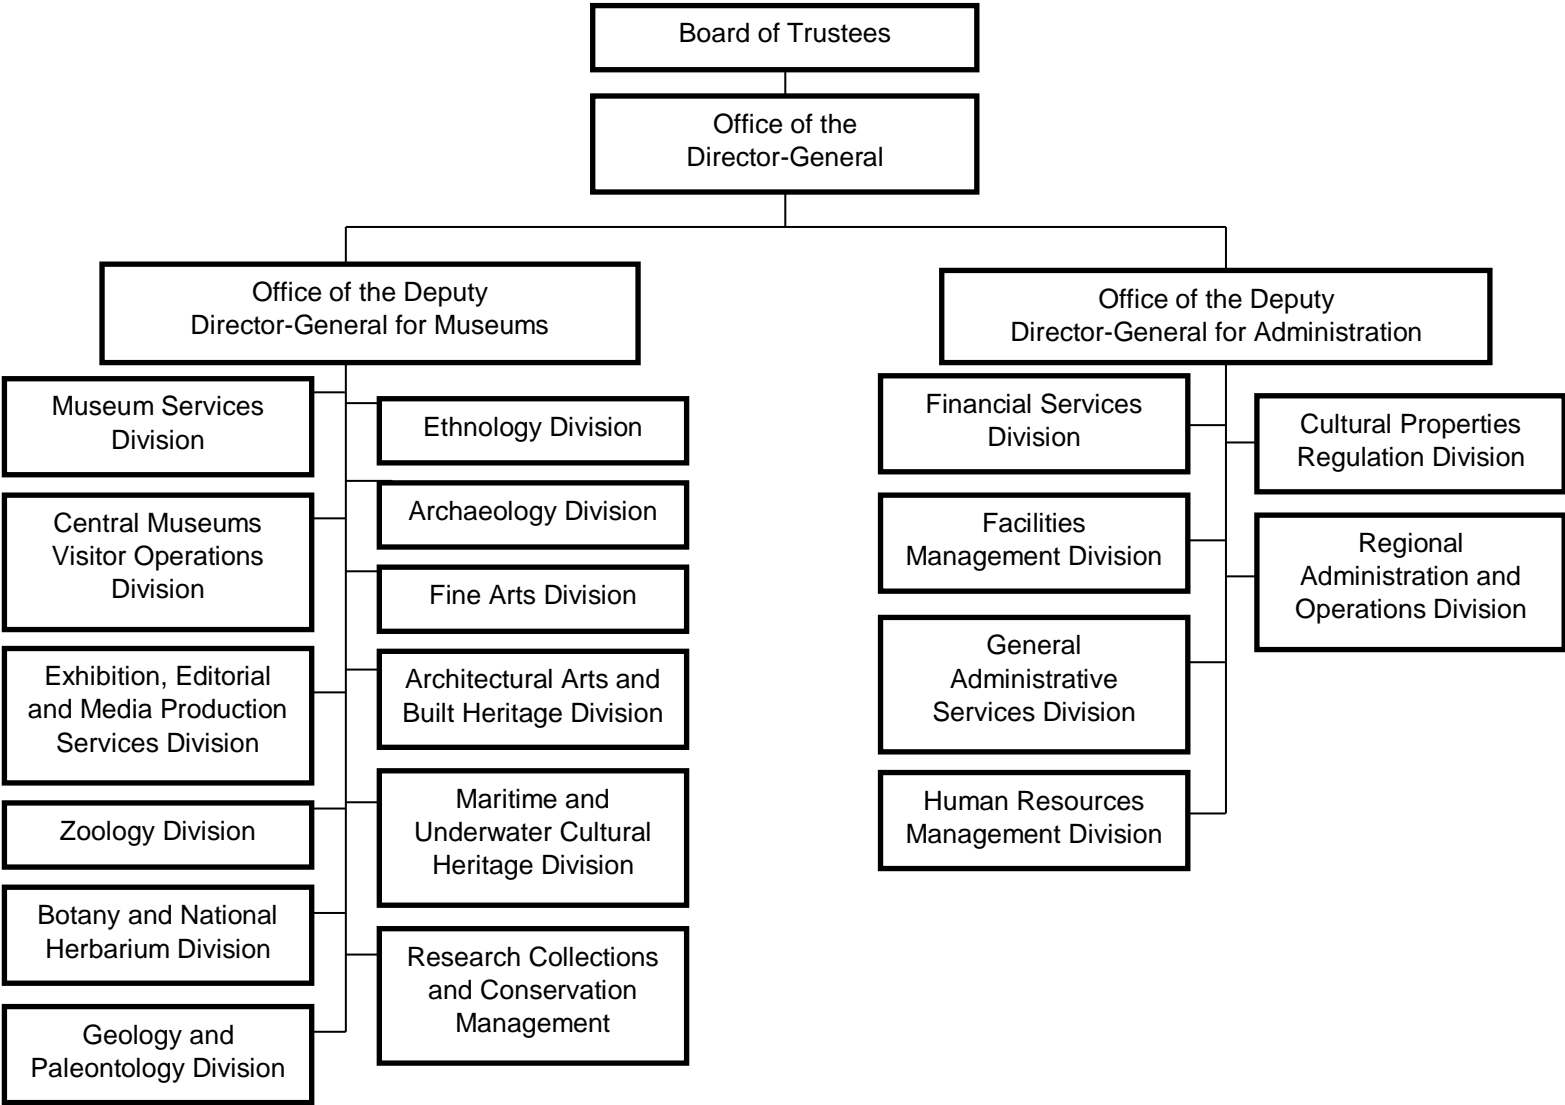 Board of Trustees
Office of the
Director-General
Office of the Deputy
Director-General for Museums
Office of the Deputy
Director-General for Administration
Museum Services
Division
Central Museums
Visitor Operations
Division
Exhibition, Editorial
and Media Production
Services Division
Zoology Division
Botany and National
Herbarium Division
Geology and
Paleontology Division
Ethnology Division
Archaeology Division
Fine Arts Division
Architectural Arts and
Built Heritage Division
Maritime and
Underwater Cultural
Heritage Division
Research Collections
and Conservation
Management
Financial Services
Division
Facilities
Management Division
General
Administrative
Services Division
Human Resources
Management Division
Cultural Properties
Regulation Division
Regional
Administration and
Operations Division